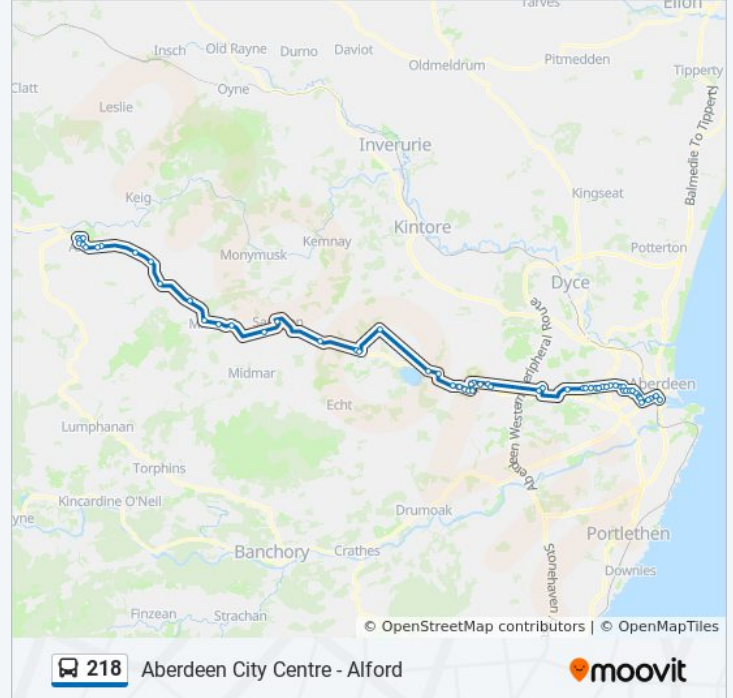 Tarves
Ellon
Insch
Old Rayne
Durno
Daviot
Pitmedden
Oldmeldrum
Tipperty
Clatt
Oyne
Leslie
Balmedie To Tipperty
Inverurie
Keig
Kingseat
Kintore
Kemnay
Monymusk
Potterton
Dyce
Aberdeen Western Peripheral Route
Midmar
Aberdeen
Echt
Lumphanan
Torphins
Kincardine O'Neil
Drumoak
Portlethen
Banchory
Crathes
Stonehaven
Downies
Finzean
Strachan
© OpenStreetMap contributors | © OpenMapTiles
218 Aberdeen City Centre - Alford
moovit